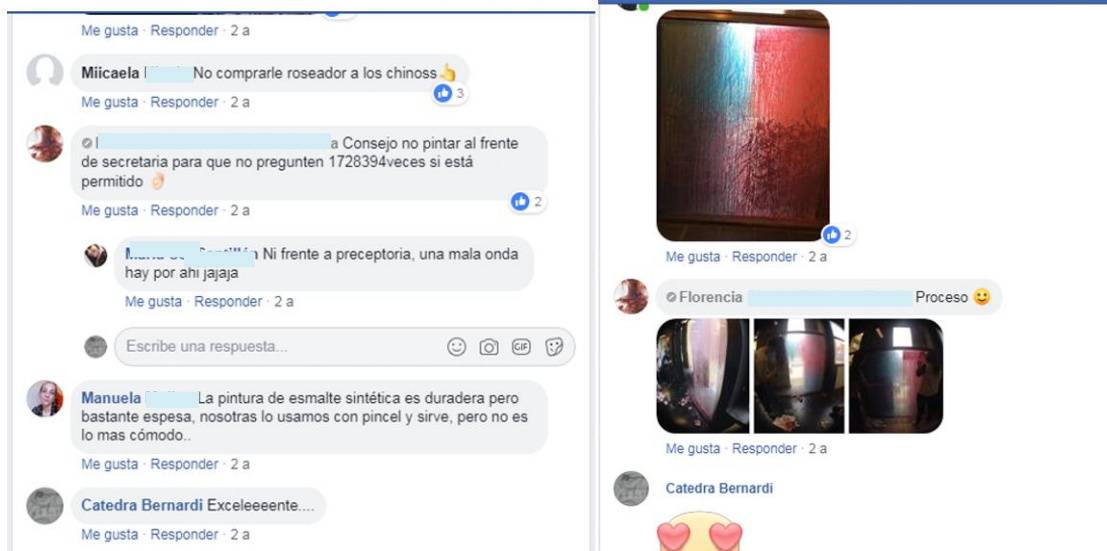 Me gusta · Responder · 2 a
Miicaela No comprarle roseador a los chinoss
3
Me gusta · Responder · 2 a
a Consejo no pintar al frente
de secretaria para que no pregunten 1728394veces si está
permitido
2
Me gusta · Responder · 2 a
Ni frente a preceptoria, una mala onda
hay por ahi jajaja
Me gusta · Responder · 2 a
Escribe una respuesta...
GIF
Manuela La pintura de esmalte sintética es duradera pero
bastante espesa, nosotras lo usamos con pincel y sirve, pero no es
lo mas cómodo..
Me gusta · Responder · 2 a
Catedra Bernardi Exceleeeente....
Me gusta · Responder · 2 a
2
Me gusta · Responder · 2 a
Florencia Proceso
Me gusta · Responder · 2 a
Catedra Bernardi